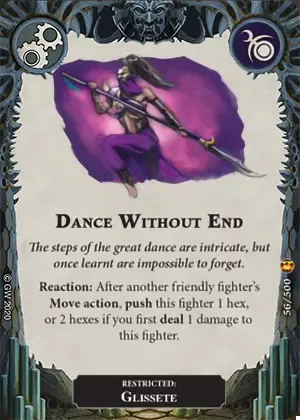 DANCE WITHOUT END
The steps of the great dance are intricate, but
once learnt are impossible to forget.
Reaction: After another friendly fighter's
Move action, push this fighter 1 hex,
or 2 hexes if you first deal 1 damage to
this fighter.
RESTRICTED:
GLISSETE
© GW 2020
56/500